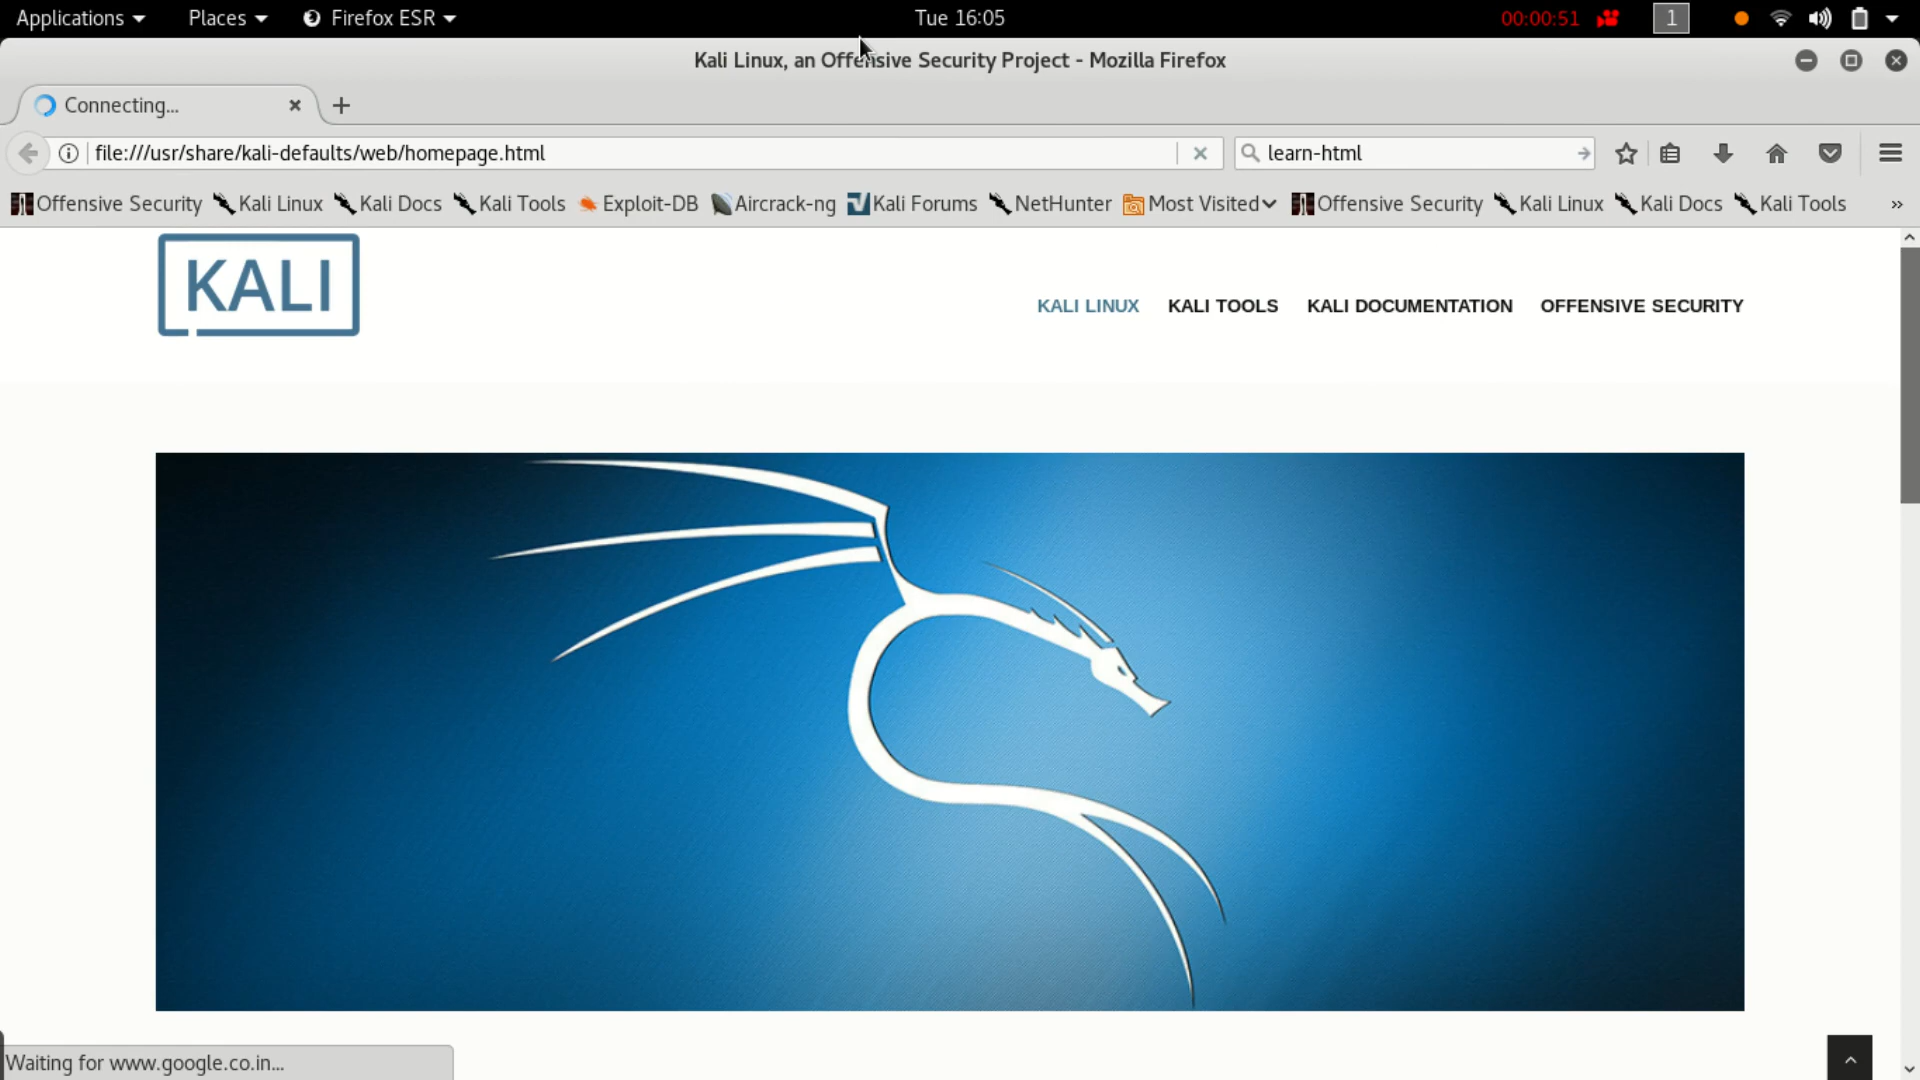 Applications Places Firefox ESR Tue 16:05 00:00:51 1
Kali Linux, an Offensive Security Project - Mozilla Firefox
Connecting...
file:///usr/share/kali-defaults/web/homepage.html learn-html
Offensive Security Kali Linux Kali Docs Kali Tools Exploit-DB Aircrack-ng Kali Forums NetHunter Most Visited Offensive Security Kali Linux Kali Docs Kali Tools »
KALI
KALI LINUX KALI TOOLS KALI DOCUMENTATION OFFENSIVE SECURITY
Waiting for www.google.co.in...